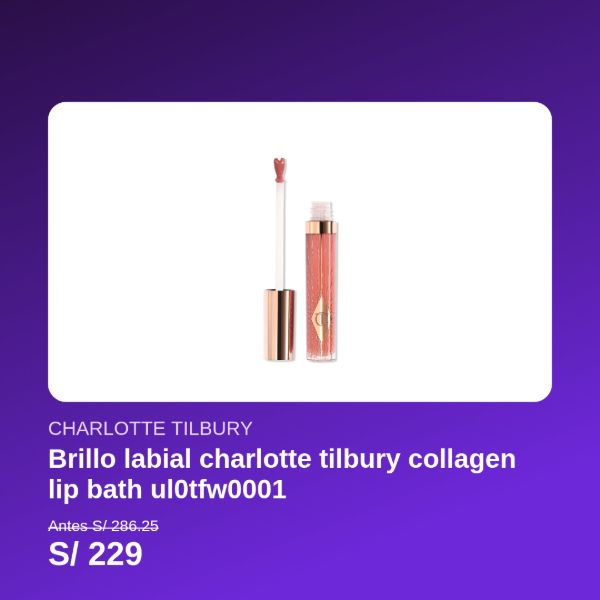 CHARLOTTE TILBURY
Brillo labial charlotte tilbury collagen
lip bath ul0tfw0001
Antes S/ 286.25
S/ 229